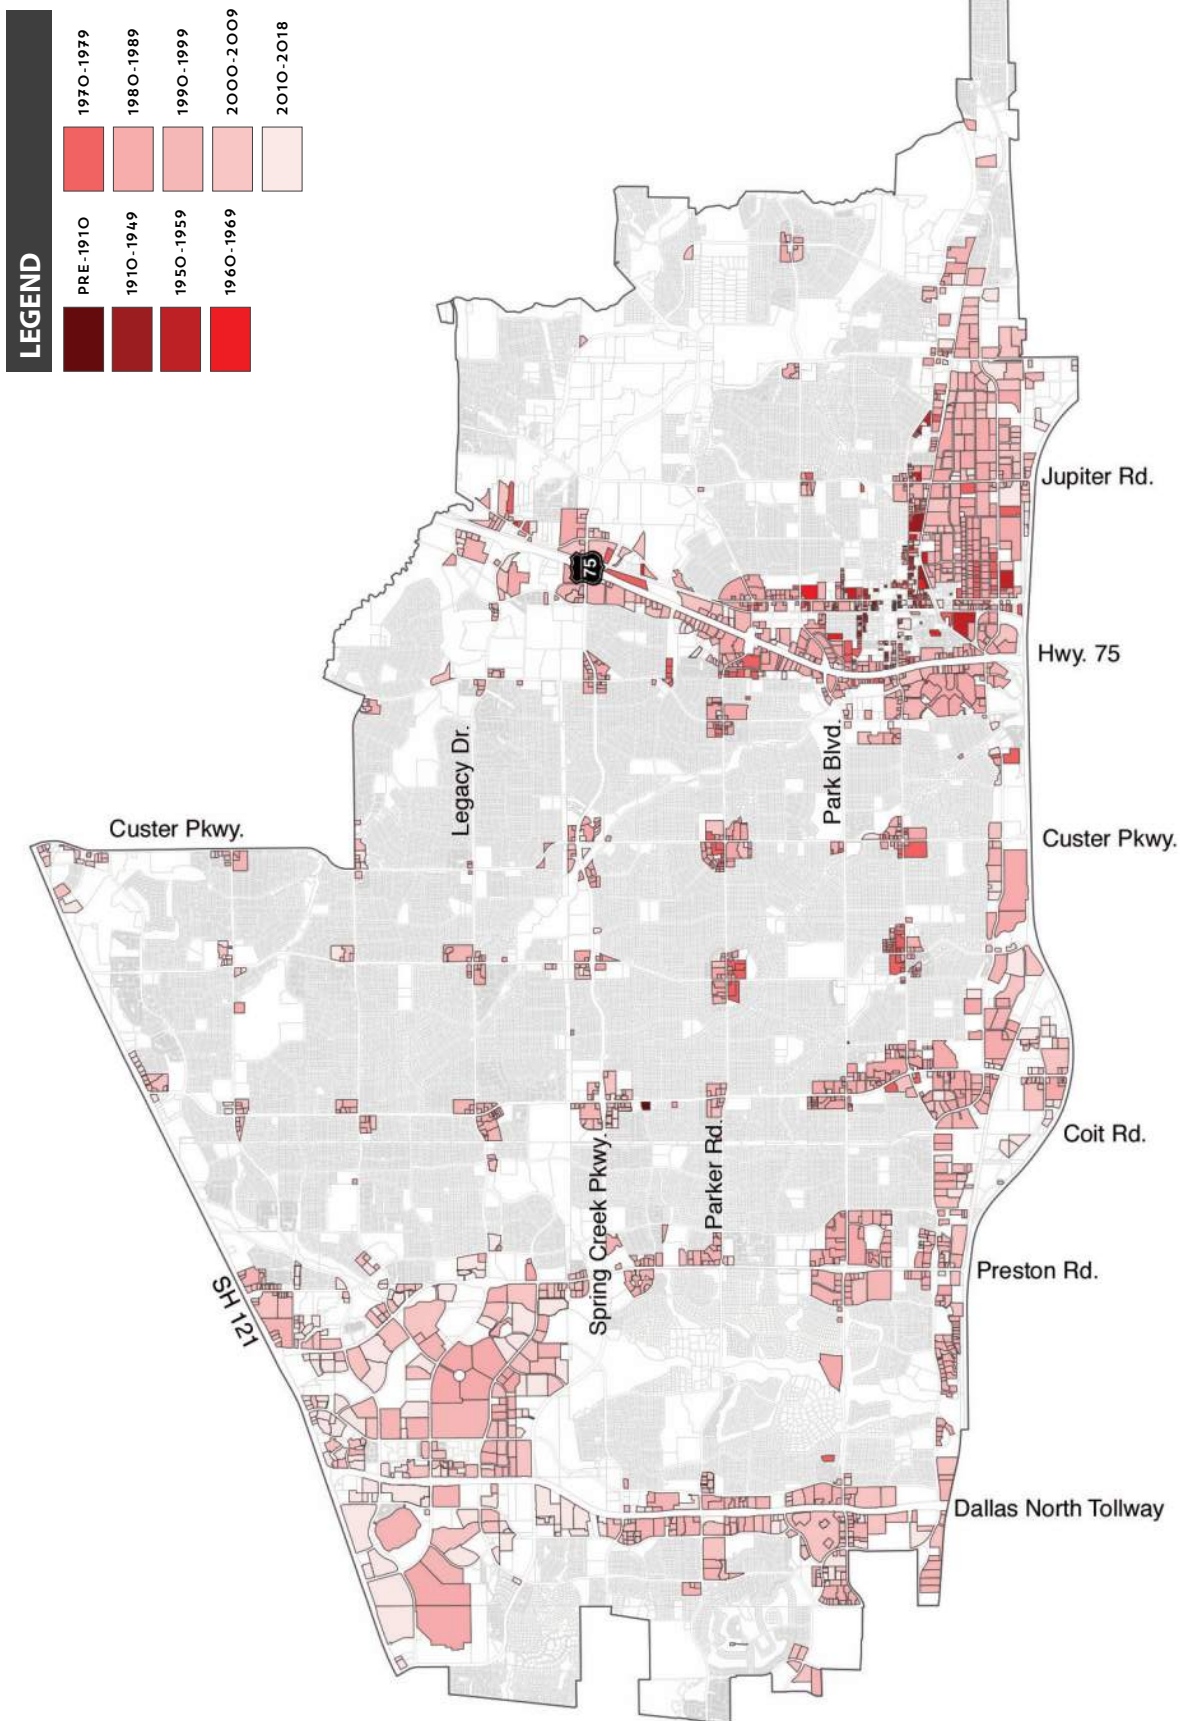 LEGEND
PRE-1910
1910-1949
1950-1959
1960-1969
1970-1979
1980-1989
1990-1999
2000-2009
2010-2018
75
Jupiter Rd.
Hwy. 75
Legacy Dr.
Park Blvd.
Custer Pkwy.
Custer Pkwy.
Spring Creek Pkwy.
Parker Rd.
Coit Rd.
Preston Rd.
SH 121
Dallas North Tollway